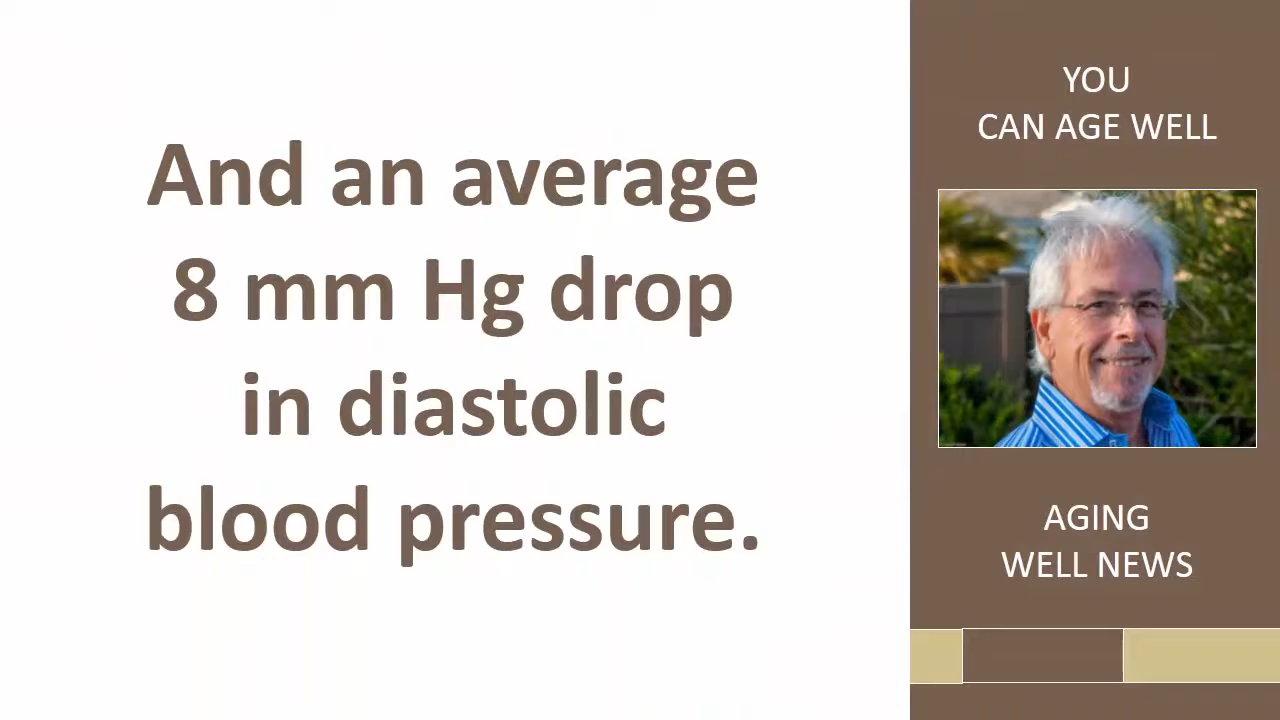 And an average
8 mm Hg drop
in diastolic
blood pressure.
YOU
CAN AGE WELL
AGING
WELL NEWS